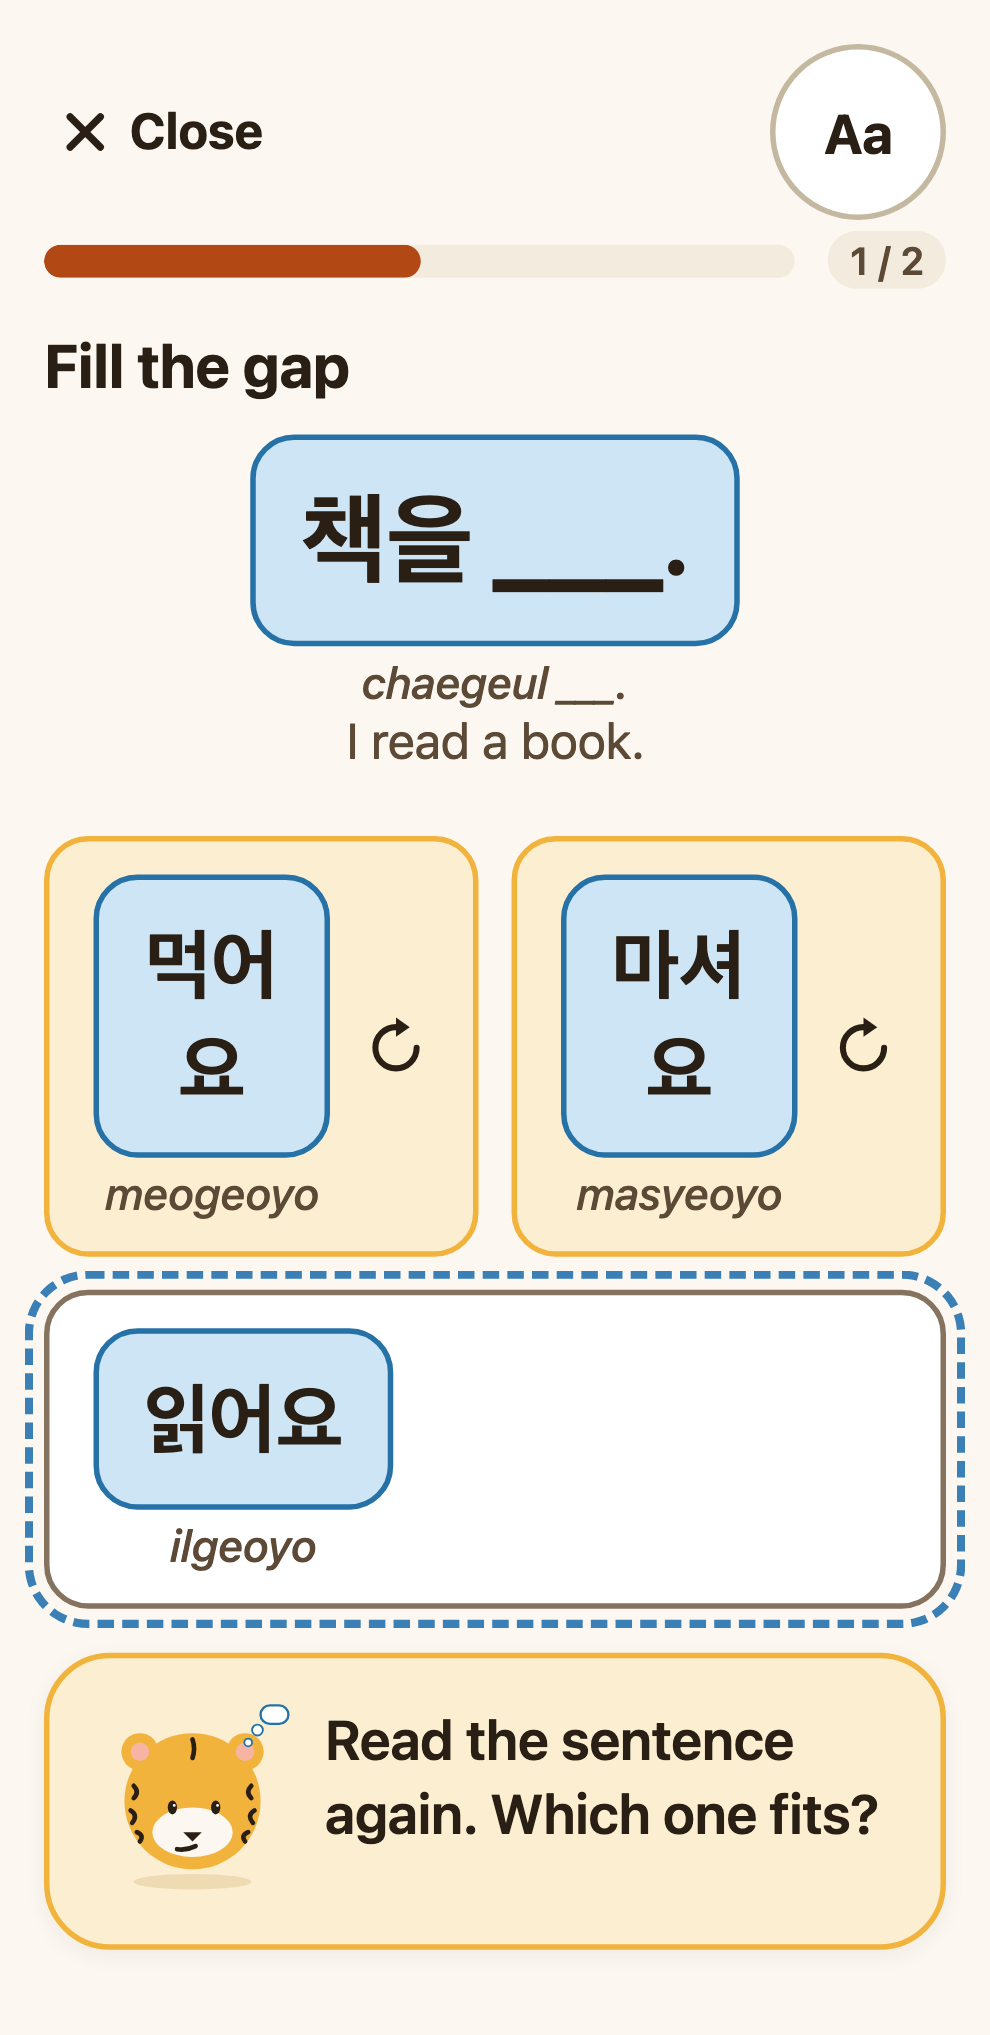 Close
Aa
1 / 2
Fill the gap
책을 ___.
chaegeul ___.
I read a book.
먹어
요
meogeoyo
마셔
요
masyeoyo
읽어요
ilgeoyo
Read the sentence
again. Which one fits?